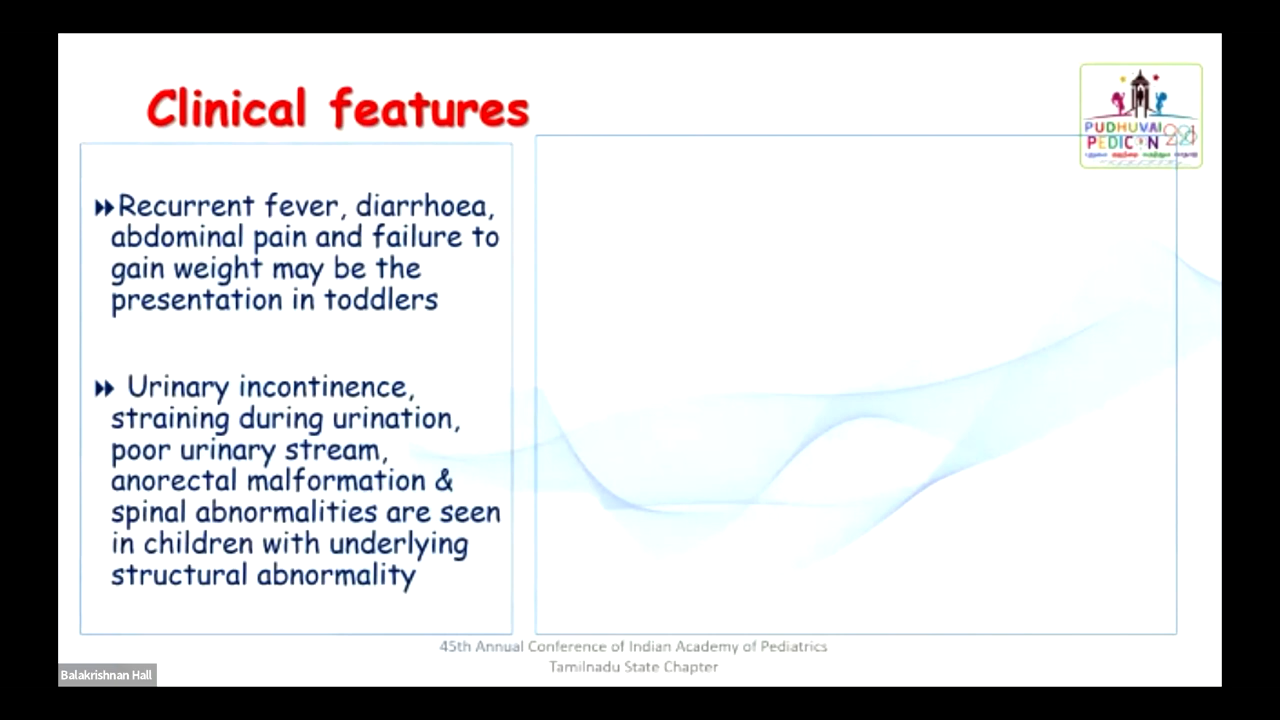 Clinical features
PUDHUVAI
PEDICON 2021
Recurrent fever, diarrhoea,
abdominal pain and failure to
gain weight may be the
presentation in toddlers
Urinary incontinence,
straining during urination,
poor urinary stream,
anorectal malformation &
spinal abnormalities are seen
in children with underlying
structural abnormality
45th Annual Conference of Indian Academy of Pediatrics
Tamilnadu State Chapter
Balakrishnan Hall